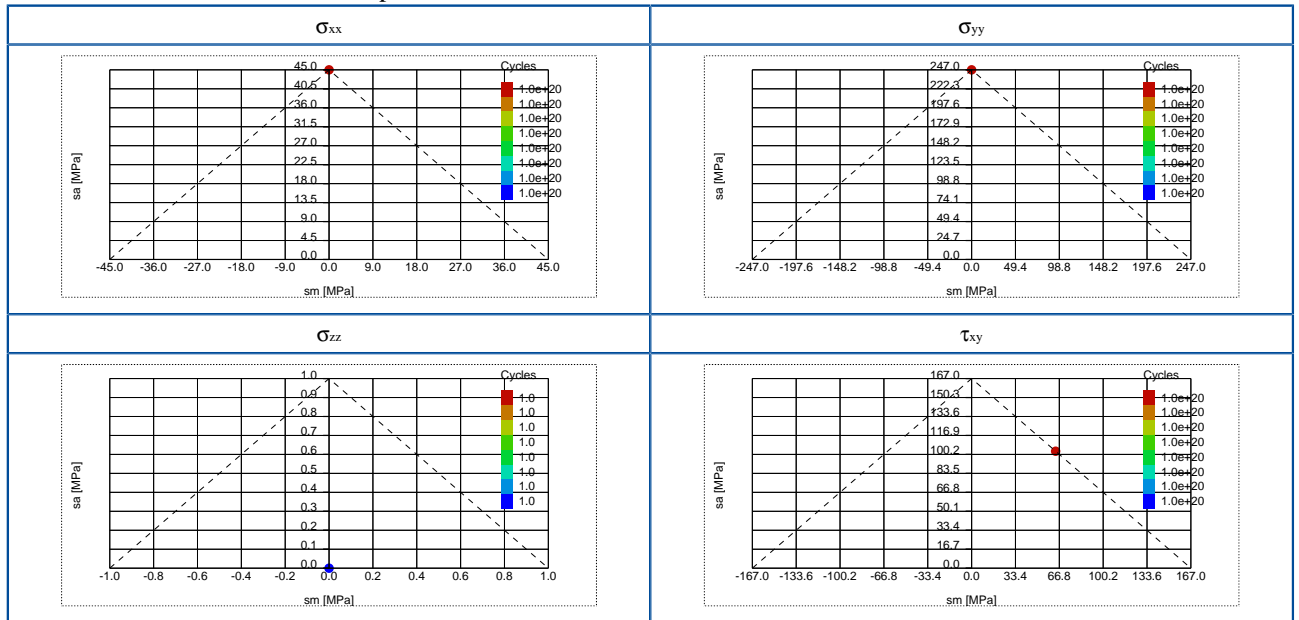 σxx
σyy
Cycles
45.0
40.5
36.0
31.5
27.0
22.5
18.0
13.5
9.0
4.5
0.0
1.0e+20
1.0e+20
1.0e+20
1.0e+20
1.0e+20
1.0e+20
1.0e+20
1.0e+20
sa [MPa]
-45.0 -36.0 -27.0 -18.0 -9.0 0.0 9.0 18.0 27.0 36.0 45.0
sm [MPa]
Cycles
247.0
222.3
197.6
172.9
148.2
123.5
98.8
74.1
49.4
24.7
0.0
1.0e+20
1.0e+20
1.0e+20
1.0e+20
1.0e+20
1.0e+20
1.0e+20
1.0e+20
sa [MPa]
-247.0 -197.6 -148.2 -98.8 -49.4 0.0 49.4 98.8 148.2 197.6 247.0
sm [MPa]
σzz
τxy
Cycles
1.0
0.9
0.8
0.7
0.6
0.5
0.4
0.3
0.2
0.1
0.0
1.0
1.0
1.0
1.0
1.0
1.0
1.0
1.0
sa [MPa]
-1.0 -0.8 -0.6 -0.4 -0.2 0.0 0.2 0.4 0.6 0.8 1.0
sm [MPa]
Cycles
167.0
150.3
133.6
116.9
100.2
83.5
66.8
50.1
33.4
16.7
0.0
1.0e+20
1.0e+20
1.0e+20
1.0e+20
1.0e+20
1.0e+20
1.0e+20
1.0e+20
sa [MPa]
-167.0 -133.6 -100.2 -66.8 -33.4 0.0 33.4 66.8 100.2 133.6 167.0
sm [MPa]